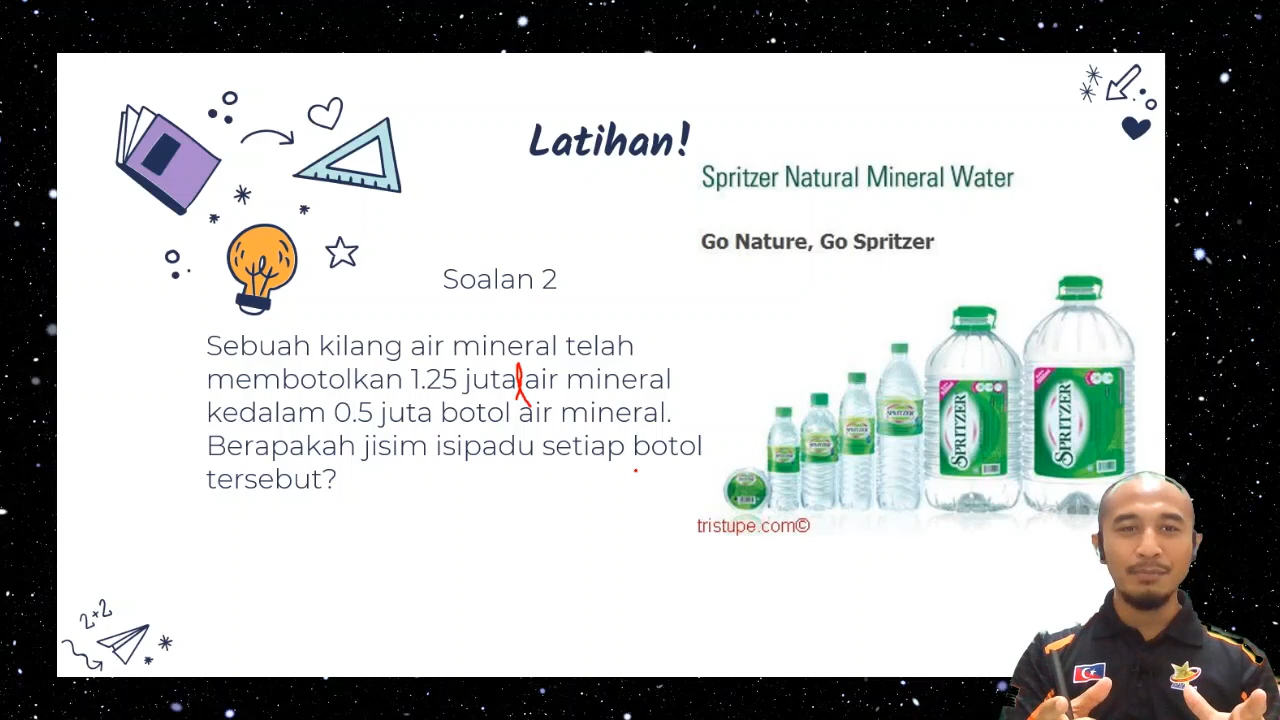 Latihan!
Spritzer Natural Mineral Water
Go Nature, Go Spritzer
Soalan 2
Sebuah kilang air mineral telah
membotolkan 1.25 juta l air mineral
kedalam 0.5 juta botol air mineral.
Berapakah jisim isipadu setiap botol
tersebut?
SPRITZER
SPRITZER
tristupe.com©
2+2